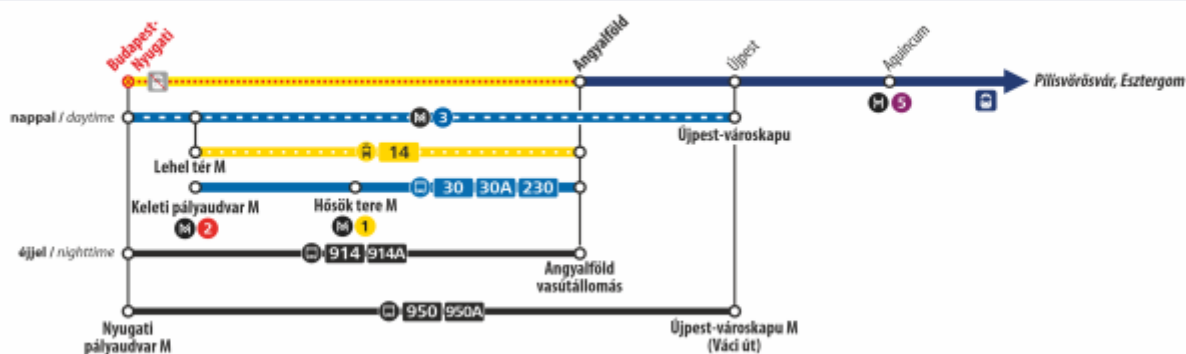 Budapest-
Nyugati
Angyalföld
Újpest
Aquincum
Pilisvörösvár, Esztergom
M 5
nappal / daytime
M 3
Újpest-városkapu
Lehel tér M
14
30 30A 230
Keleti pályaudvar M
Hősök tere M
M 2
M 1
éjjel / nighttime
914 914A
Angyalföld
vasútállomás
950 950A
Nyugati
pályaudvar M
Újpest-városkapu M
(Váci út)